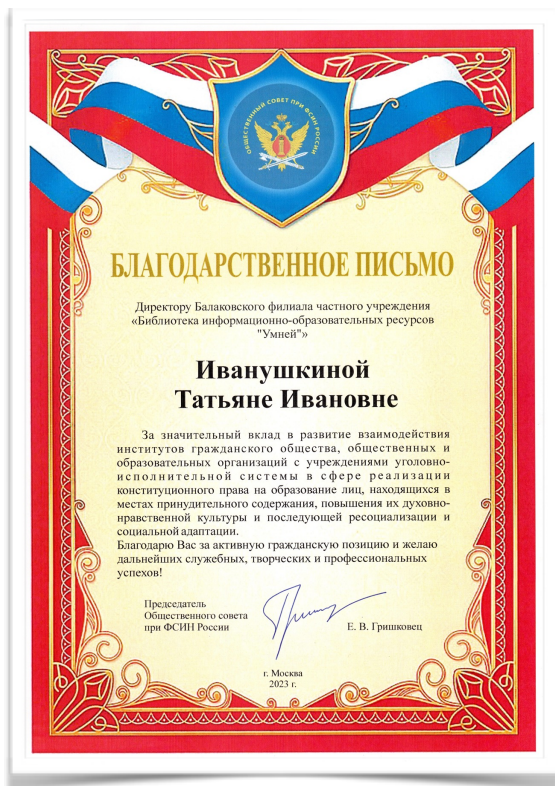 ОБЩЕСТВЕННЫЙ СОВЕТ ПРИ ФСИН РОССИИ
БЛАГОДАРСТВЕННОЕ ПИСЬМО
Директору Балаковского филиала частного учреждения
«Библиотека информационно-образовательных ресурсов
"Умней"»
Иванушкиной
Татьяне Ивановне
За значительный вклад в развитие взаимодействия
институтов гражданского общества, общественных и
образовательных организаций с учреждениями уголовно-
исполнительной системы в сфере реализации
конституционного права на образование лиц, находящихся в
местах принудительного содержания, повышения их духовно-
нравственной культуры и последующей ресоциализации и
социальной адаптации.
Благодарю Вас за активную гражданскую позицию и желаю
дальнейших служебных, творческих и профессиональных
успехов!
Председатель
Общественного совета
при ФСИН России
Е. В. Гришковец
г. Москва
2023 г.